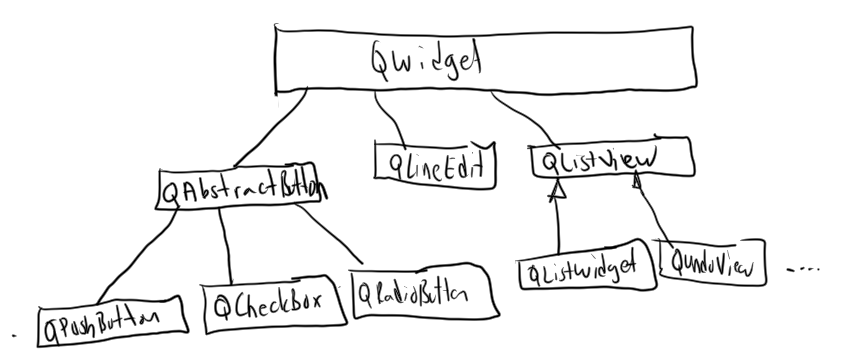 QWidget
QAbstractButton
QLineEdit
QListView
QPushButton
QCheckBox
QRadioButton
QListWidget
QUndoView
....